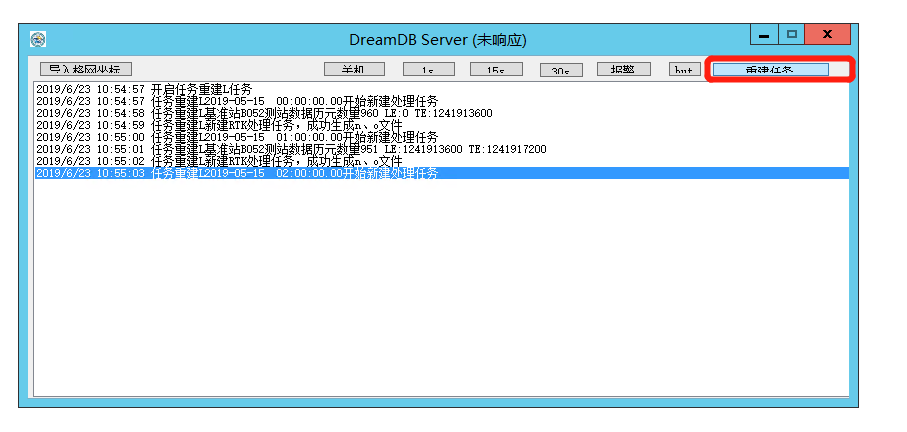 DreamDB Server (未响应)
导入格网坐标 关机 1s 15s 30s 报警 but 重建任务
2019/6/23 10:54:57 开启任务重建L任务
2019/6/23 10:54:57 任务重建L2019-05-15 00:00:00.00开始新建处理任务
2019/6/23 10:54:58 任务重建L基准站B052测站数据历元数量960 LE:0 TE:1241913600
2019/6/23 10:54:59 任务重建L新建RTK处理任务，成功生成n、o文件
2019/6/23 10:55:00 任务重建L2019-05-15 01:00:00.00开始新建处理任务
2019/6/23 10:55:01 任务重建L基准站B052测站数据历元数量951 LE:1241913600 TE:1241917200
2019/6/23 10:55:02 任务重建L新建RTK处理任务，成功生成n、o文件
2019/6/23 10:55:03 任务重建L2019-05-15 02:00:00.00开始新建处理任务